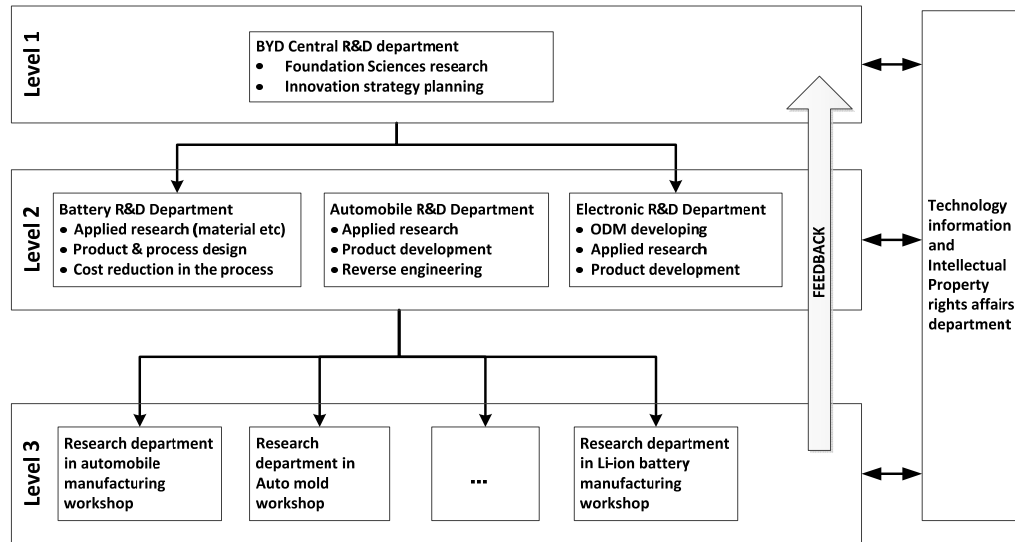 Level 1
BYD Central R&D department
• Foundation Sciences research
• Innovation strategy planning
Level 2
Battery R&D Department
• Applied research (material etc)
• Product & process design
• Cost reduction in the process
Automobile R&D Department
• Applied research
• Product development
• Reverse engineering
Electronic R&D Department
• ODM developing
• Applied research
• Product development
FEEDBACK
Technology
information
and
Intellectual
Property
rights affairs
department
Level 3
Research department
in automobile
manufacturing
workshop
Research
department in
Auto mold
workshop
...
Research department
in Li-ion battery
manufacturing
workshop